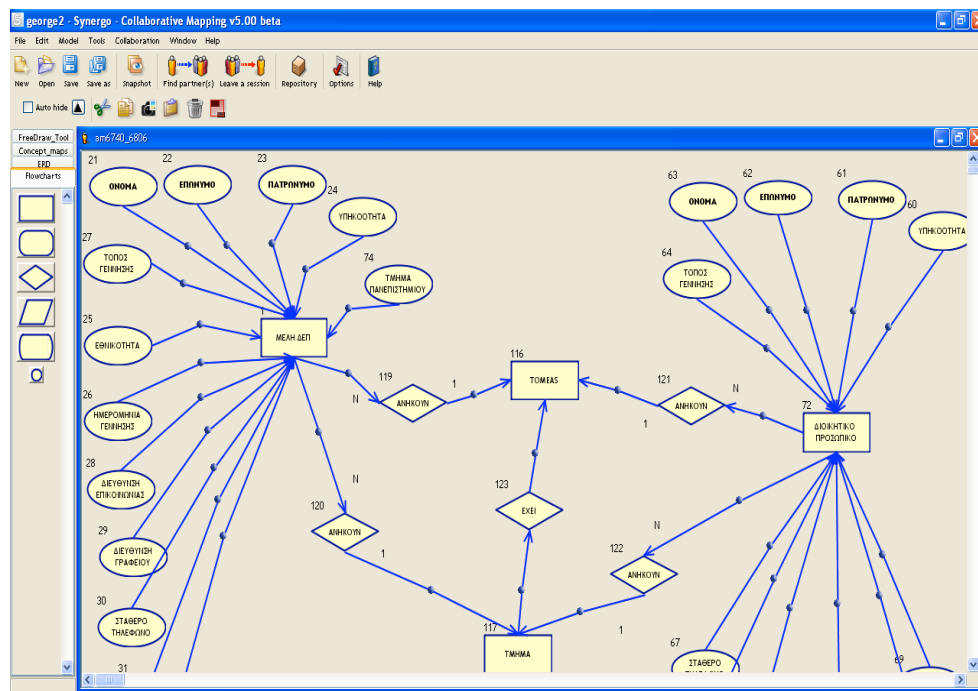 george2 - Synergo - Collaborative Mapping v5.00 beta
File Edit Model Tools Collaboration Window Help
New Open Save Save as Snapshot Find partner(s) Leave a session Repository Options Help
Auto hide
FreeDraw_Tool
Concept_maps
ERD
Flowcharts
am6740_6806
21
ΟΝΟΜΑ
22
ΕΠΩΝΥΜΟ
23
ΠΑΤΡΩΝΥΜΟ
24
ΥΠΗΚΟΟΤΗΤΑ
27
ΤΟΠΟΣ
ΓΕΝΝΗΣΗΣ
74
ΤΜΗΜΑ
ΠΑΝΕΠΙΣΤΗΜΙΟΥ
25
ΕΘΝΙΚΟΤΗΤΑ
1
ΜΕΛΗ ΔΕΠ
26
ΗΜΕΡΟΜΗΝΙΑ
ΓΕΝΝΗΣΗΣ
28
ΔΙΕΥΘΥΝΣΗ
ΕΠΙΚΟΙΝΩΝΙΑΣ
29
ΔΙΕΥΘΥΝΣΗ
ΓΡΑΦΕΙΟΥ
30
ΣΤΑΘΕΡΟ
ΤΗΛΕΦΩΝΟ
31
119
N
ΑΝΗΚΟΥΝ
1
116
ΤΟΜΕΑS
121
ΑΝΗΚΟΥΝ
N
1
120
N
ΑΝΗΚΟΥΝ
1
123
ΕΧΕΙ
122
N
ΑΝΗΚΟΥΝ
1
117
ΤΜΗΜΑ
63
ΟΝΟΜΑ
62
ΕΠΩΝΥΜΟ
61
ΠΑΤΡΩΝΥΜΟ
60
ΥΠΗΚΟΟΤΗΤΑ
64
ΤΟΠΟΣ
ΓΕΝΝΗΣΗΣ
72
ΔΙΟΙΚΗΤΙΚΟ
ΠΡΟΣΩΠΙΚΟ
67
ΣΤΑΘΕΡΟ
69